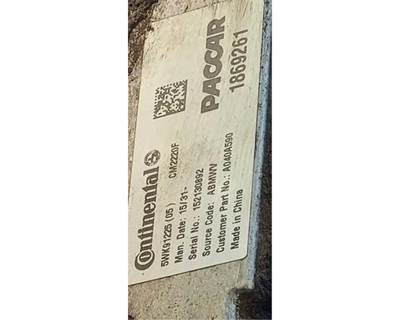 Continental
5WK91225 (05) CM2220F
Man. Date: 15/31-
Serial No.: 152130892
Source Code: ABMWV
Customer Part No.: A040A590
Made in China
PACCAR
1869261